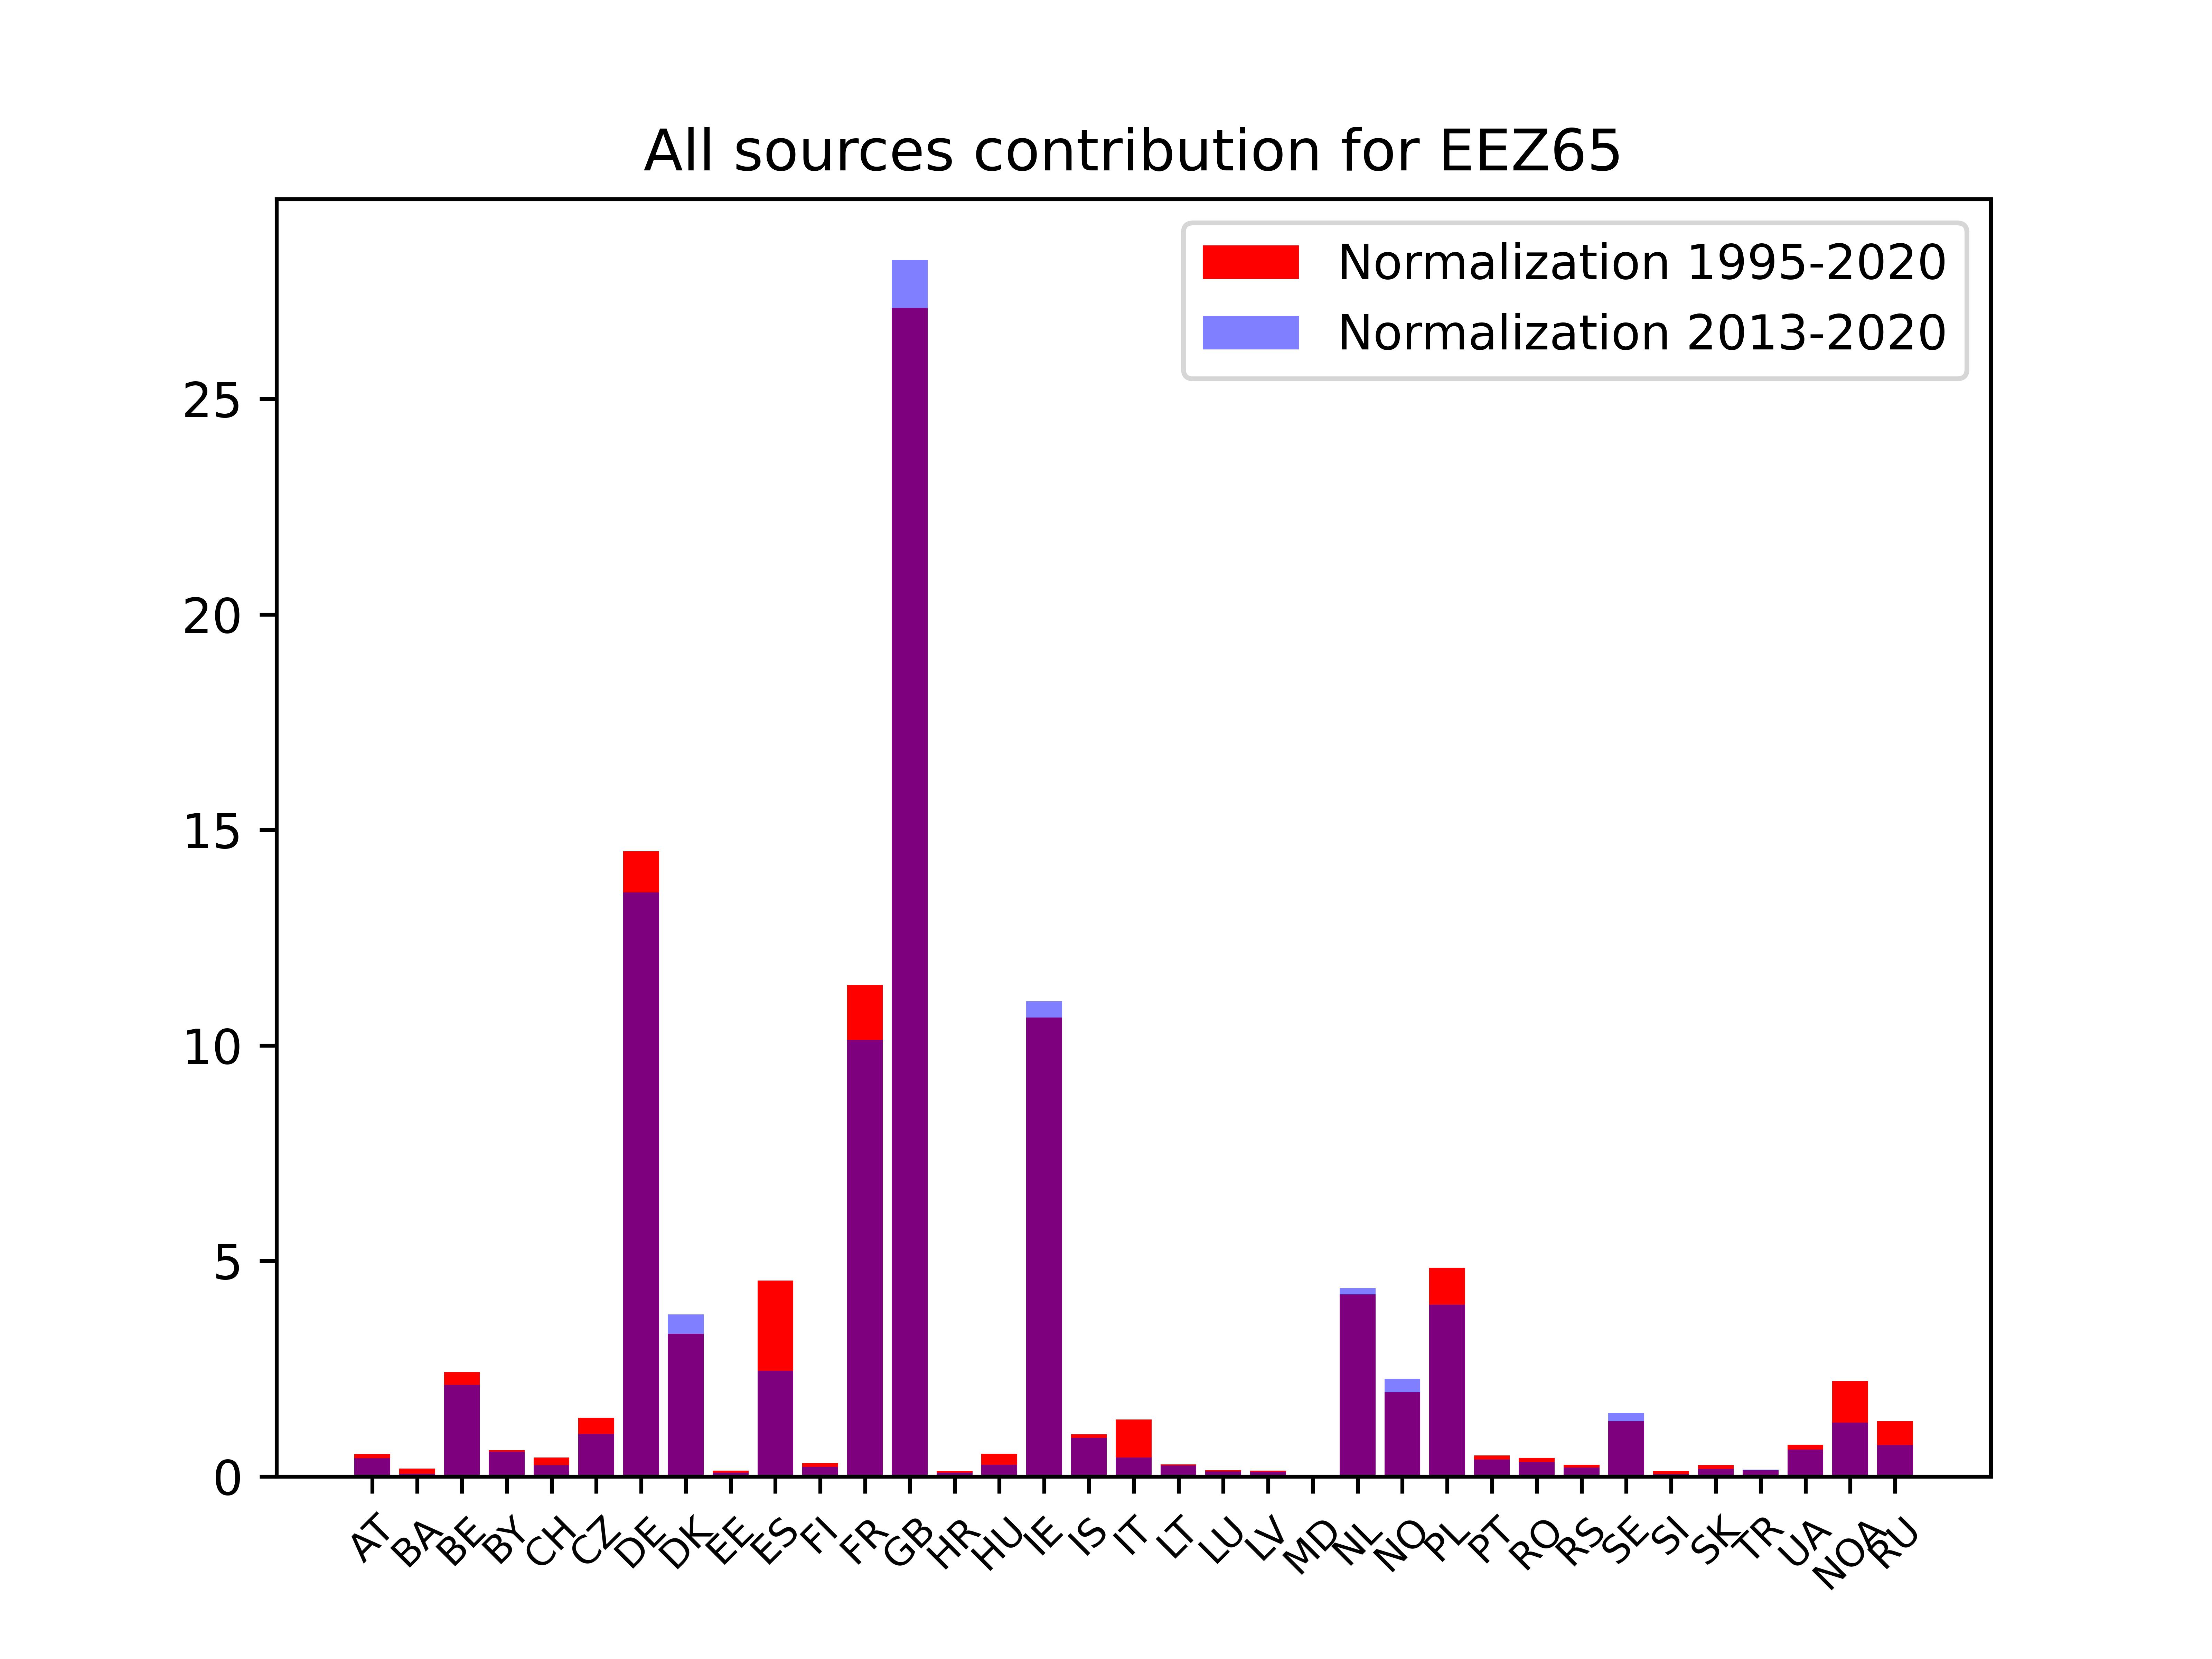 All sources contribution for EEZ65
Normalization 1995-2020
Normalization 2013-2020
25
20
15
10
5
0
AT BA BE BY CH CZ DE DK EE ES FI FR GB HR HU IE IS IT LT LU LV MD NL NO PL PT RO RS SE SI SK TR UA NOA RU